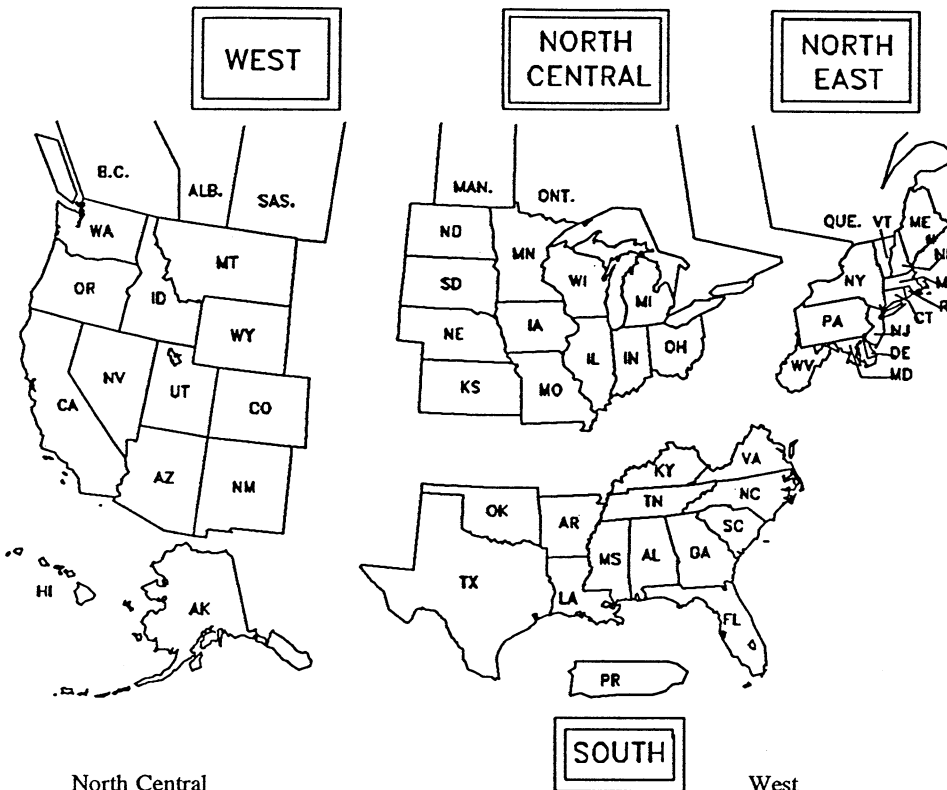 WEST
NORTH
CENTRAL
NORTH
EAST
B.C.
ALB.
SAS.
MAN.
ONT.
QUE.
VT
ME
WA
MT
OR
ID
WY
NV
UT
CA
CO
AZ
NM
HI
AK
ND
MN
SD
WI
MI
NE
IA
IL
IN
OH
KS
MO
NY
PA
CT
NJ
DE
MD
WV
KY
VA
TN
NC
OK
AR
SC
MS
AL
GA
TX
LA
FL
PR
SOUTH
North Central
West